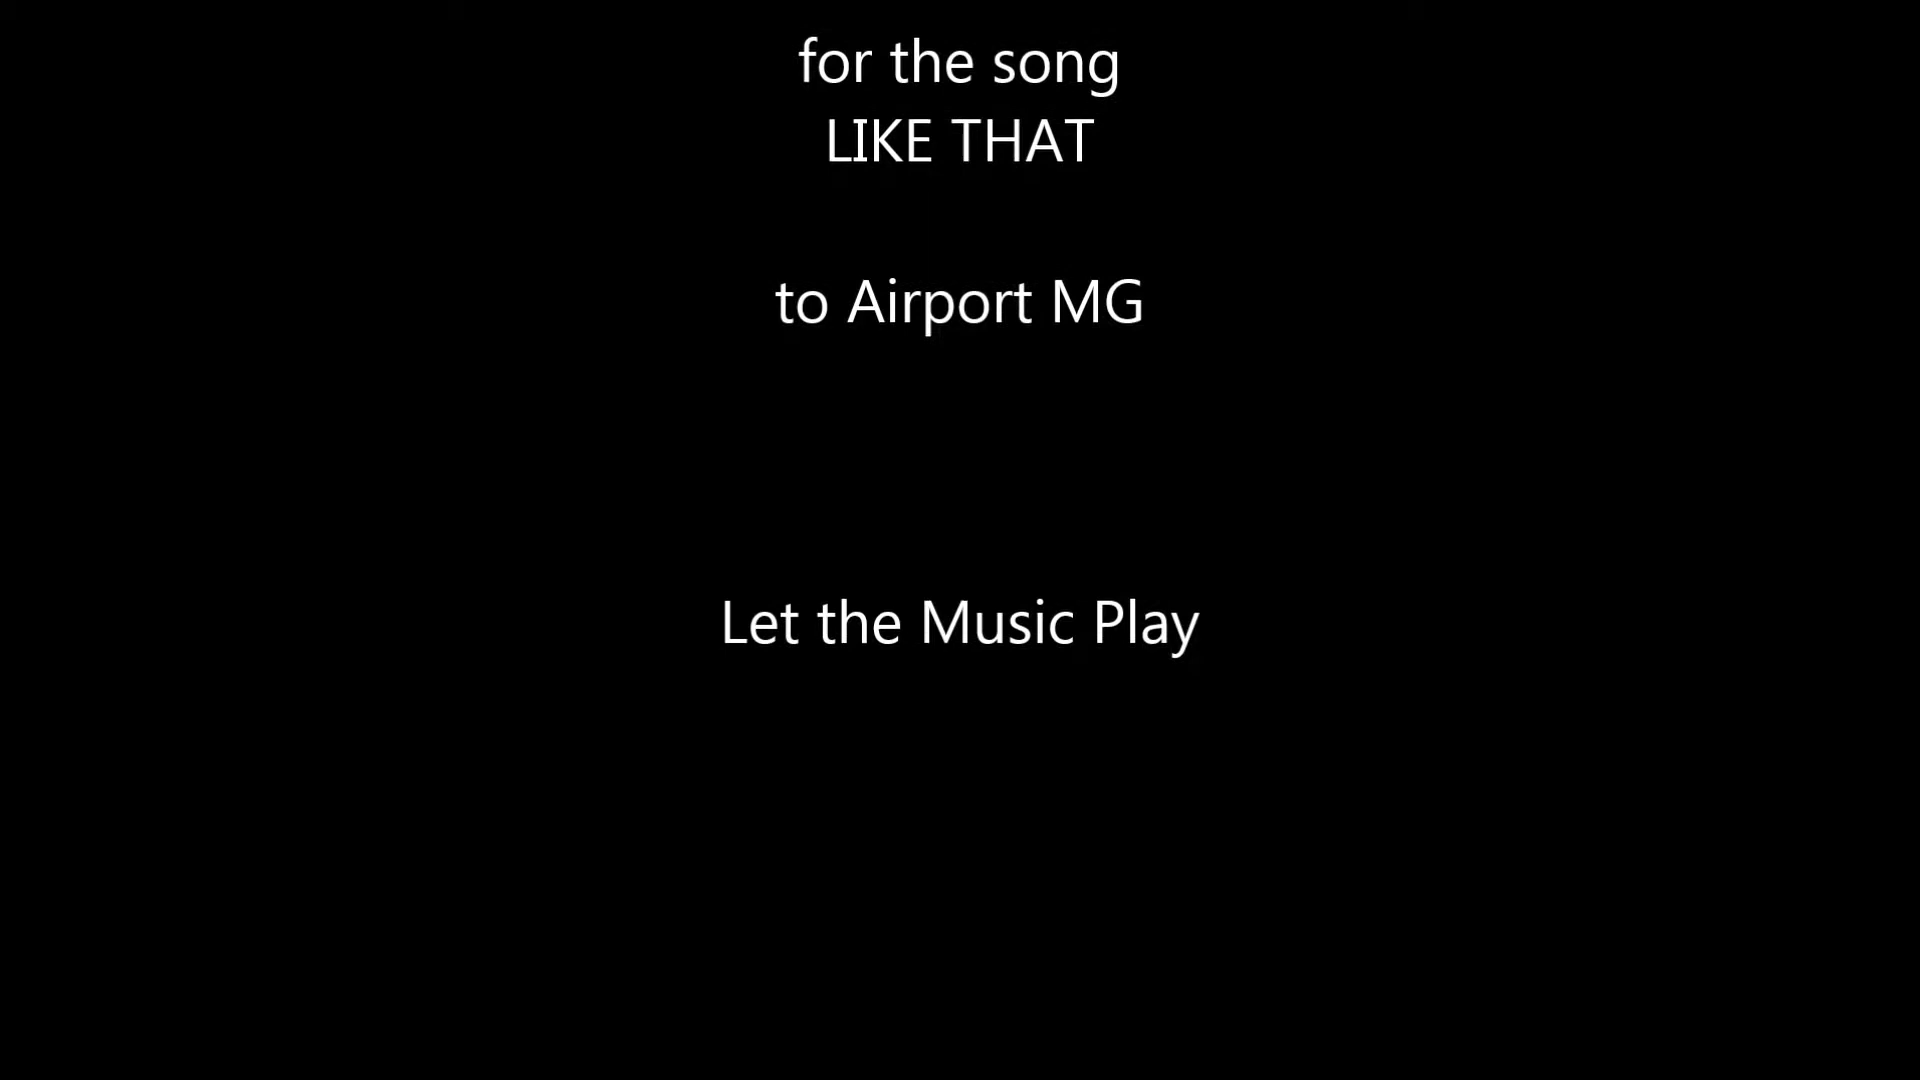 for the song
LIKE THAT
to Airport MG
Let the Music Play